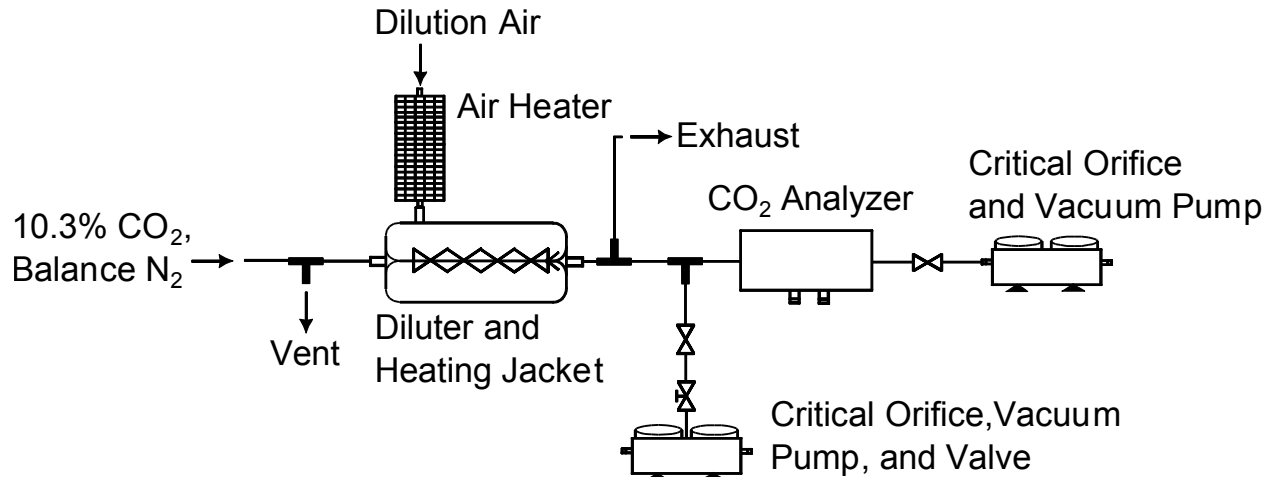 Dilution Air
Air Heater
Exhaust
Critical Orifice
and Vacuum Pump
CO₂ Analyzer
10.3% CO₂,
Balance N₂
Vent
Diluter and
Heating Jacket
Critical Orifice,Vacuum
Pump, and Valve